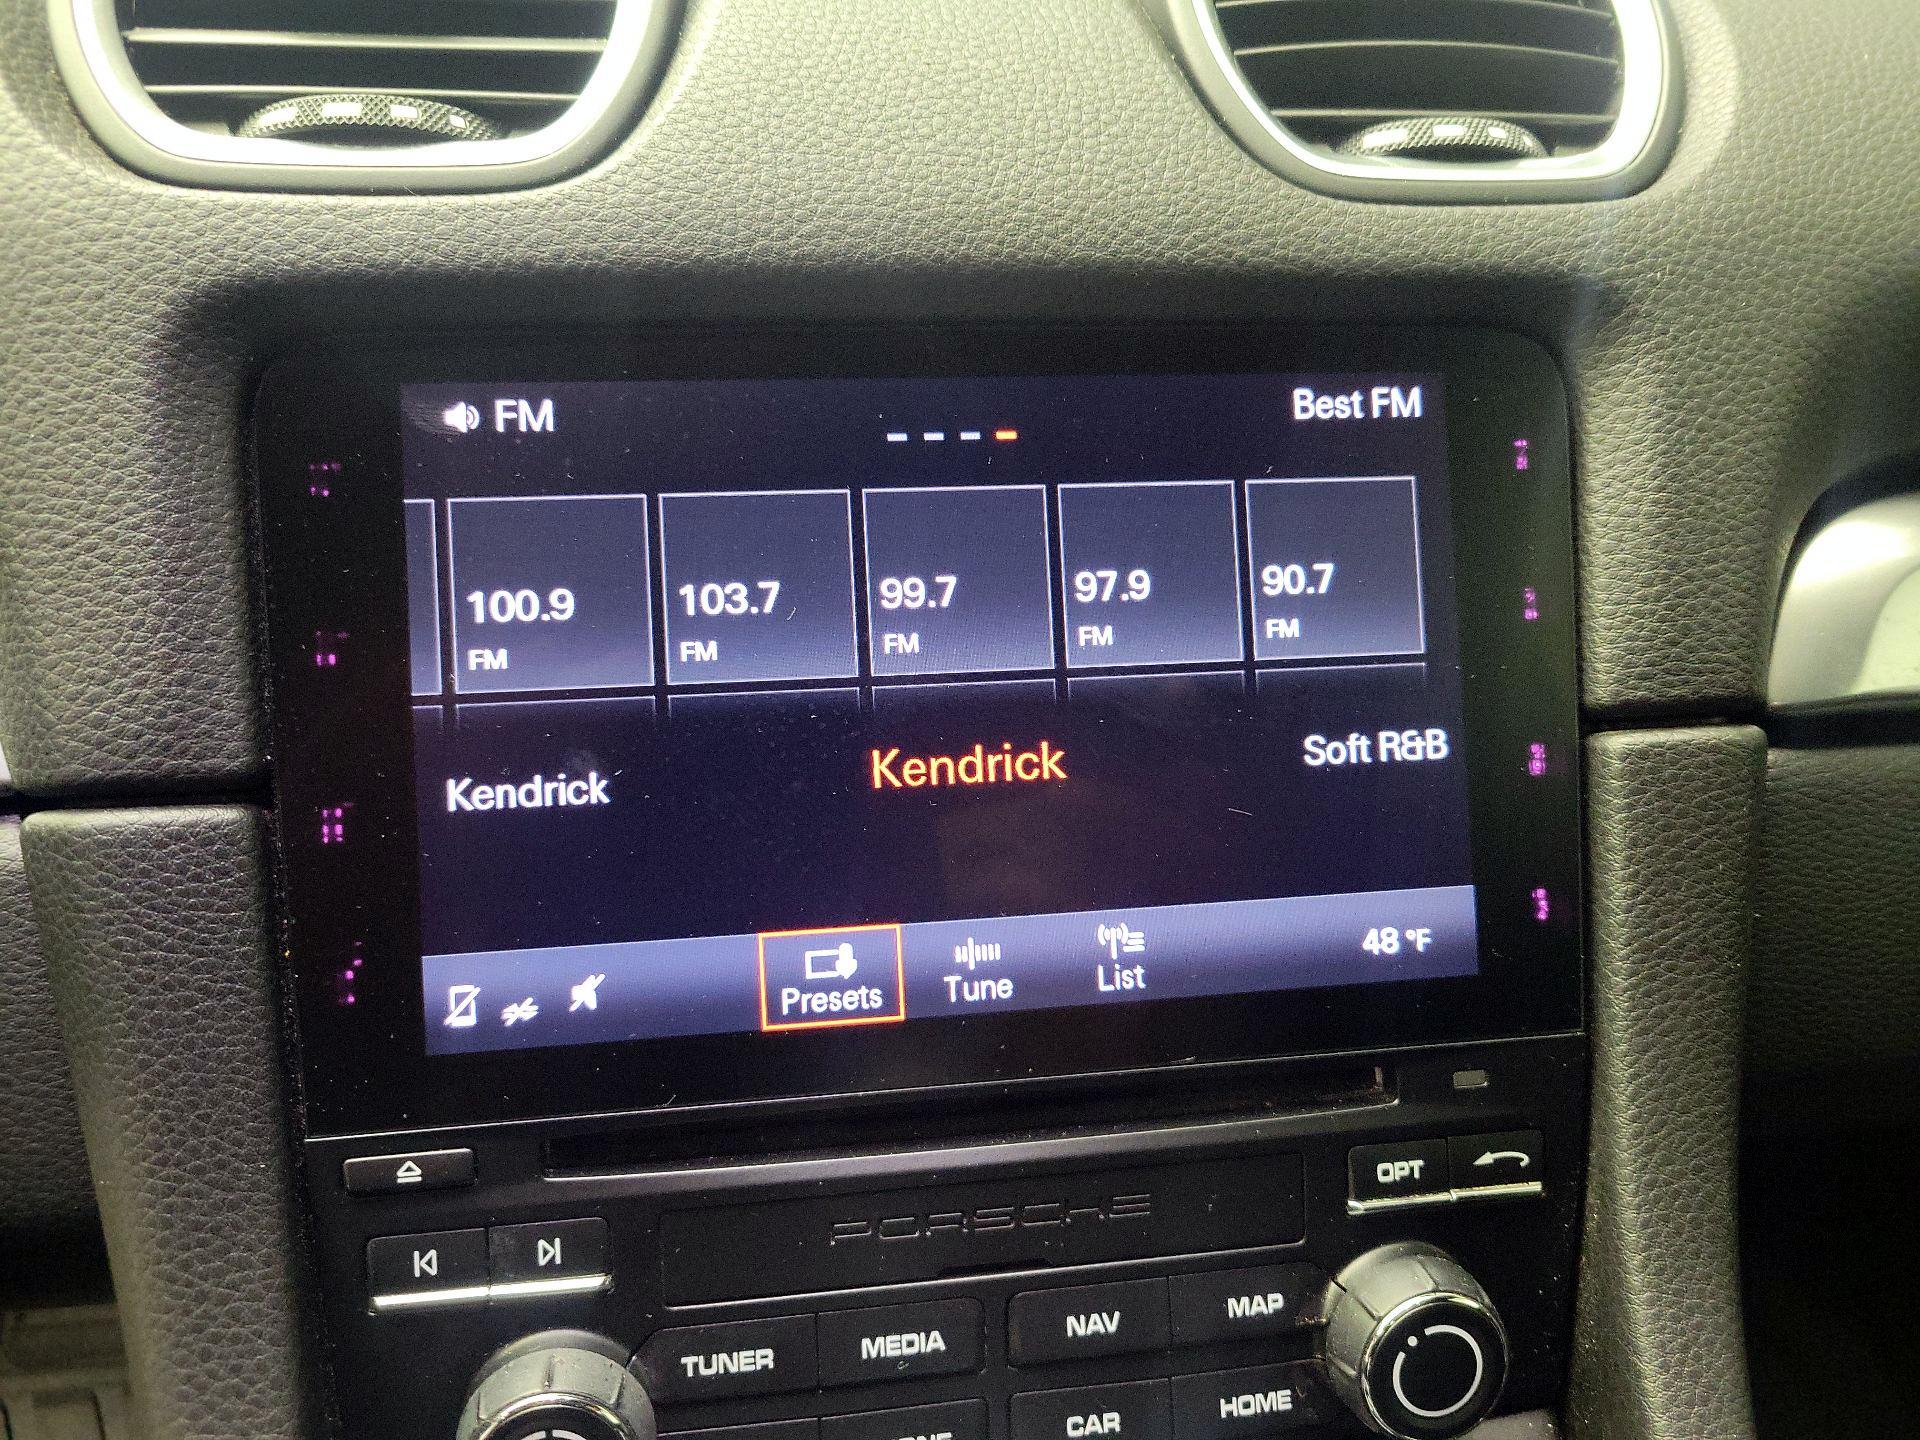 FM
Best FM
100.9
FM
103.7
FM
99.7
FM
97.9
FM
90.7
FM
Kendrick
Kendrick
Soft R&B
Presets
Tune
List
48 °F
OPT
PORSCHE
TUNER
MEDIA
NAV
MAP
CAR
HOME